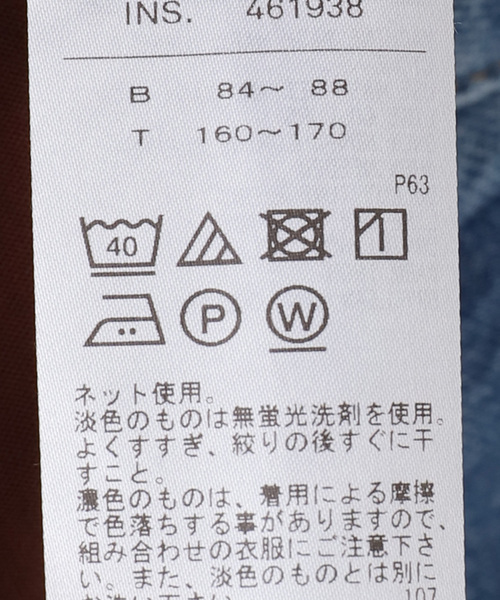 INS. 461938
B 84～ 88
T 160～170
P63
40
P
W
ネット使用。
淡色のものは無蛍光洗剤を使用。
よくすすぎ、絞りの後すぐに干
すこと。
濃色のものは、着用による摩擦
で色落ちする事がありますので、
組み合わせの衣服にご注意下さ
い。また、淡色のものとは別に
107